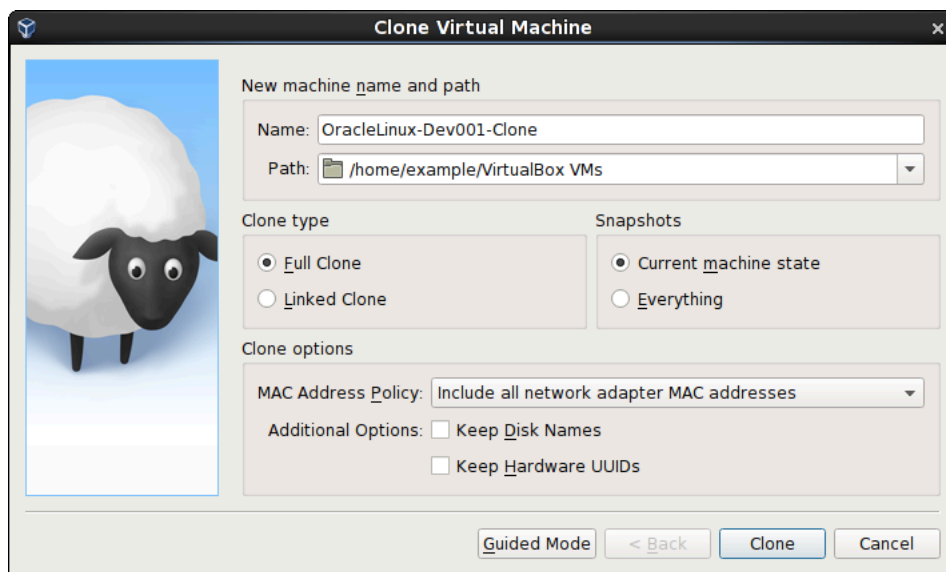 Clone Virtual Machine
New machine name and path
Name: OracleLinux-Dev001-Clone
Path: /home/example/VirtualBox VMs
Clone type
Snapshots
Full Clone
Current machine state
Linked Clone
Everything
Clone options
MAC Address Policy: Include all network adapter MAC addresses
Additional Options: Keep Disk Names
Keep Hardware UUIDs
Guided Mode < Back Clone Cancel